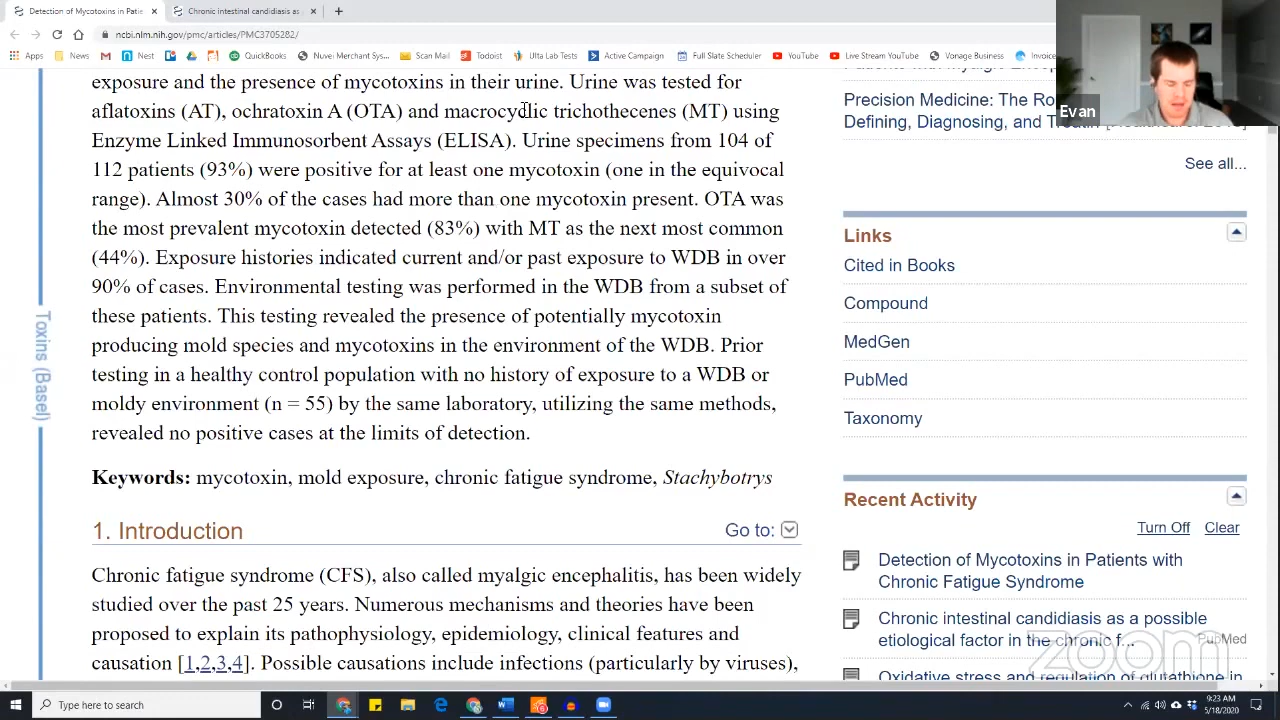 Detection of Mycotoxins in Patie
Chronic intestinal candidiasis as
ncbi.nlm.nih.gov/pmc/articles/PMC3705282/
Apps
News
QuickBooks
Nuvei Merchant Sys...
Scan Mail
Todoist
Ulta Lab Tests
Active Campaign
Full Slate Scheduler
YouTube
Live Stream YouTube
Vonage Business
Invoice
Evan
exposure and the presence of mycotoxins in their urine. Urine was tested for
aflatoxins (AT), ochratoxin A (OTA) and macrocyclic trichothecenes (MT) using
Enzyme Linked Immunosorbent Assays (ELISA). Urine specimens from 104 of
112 patients (93%) were positive for at least one mycotoxin (one in the equivocal
range). Almost 30% of the cases had more than one mycotoxin present. OTA was
the most prevalent mycotoxin detected (83%) with MT as the next most common
(44%). Exposure histories indicated current and/or past exposure to WDB in over
90% of cases. Environmental testing was performed in the WDB from a subset of
these patients. This testing revealed the presence of potentially mycotoxin
producing mold species and mycotoxins in the environment of the WDB. Prior
testing in a healthy control population with no history of exposure to a WDB or
moldy environment (n = 55) by the same laboratory, utilizing the same methods,
revealed no positive cases at the limits of detection.
Keywords: mycotoxin, mold exposure, chronic fatigue syndrome, Stachybotrys
1. Introduction
Go to:
Chronic fatigue syndrome (CFS), also called myalgic encephalitis, has been widely
studied over the past 25 years. Numerous mechanisms and theories have been
proposed to explain its pathophysiology, epidemiology, clinical features and
causation [1,2,3,4]. Possible causations include infections (particularly by viruses),
Toxins (Basel)
Precision Medicine: The Ro
Defining, Diagnosing, and
See all...
Links
Cited in Books
Compound
MedGen
PubMed
Taxonomy
Recent Activity
Turn Off
Clear
Detection of Mycotoxins in Patients with
Chronic Fatigue Syndrome
Chronic intestinal candidiasis as a possible
etiological factor in the chronic f...
PubMed
Oxidative stress and regulation of glutathione in
zoom
Type here to search
9:23 AM
5/18/2020